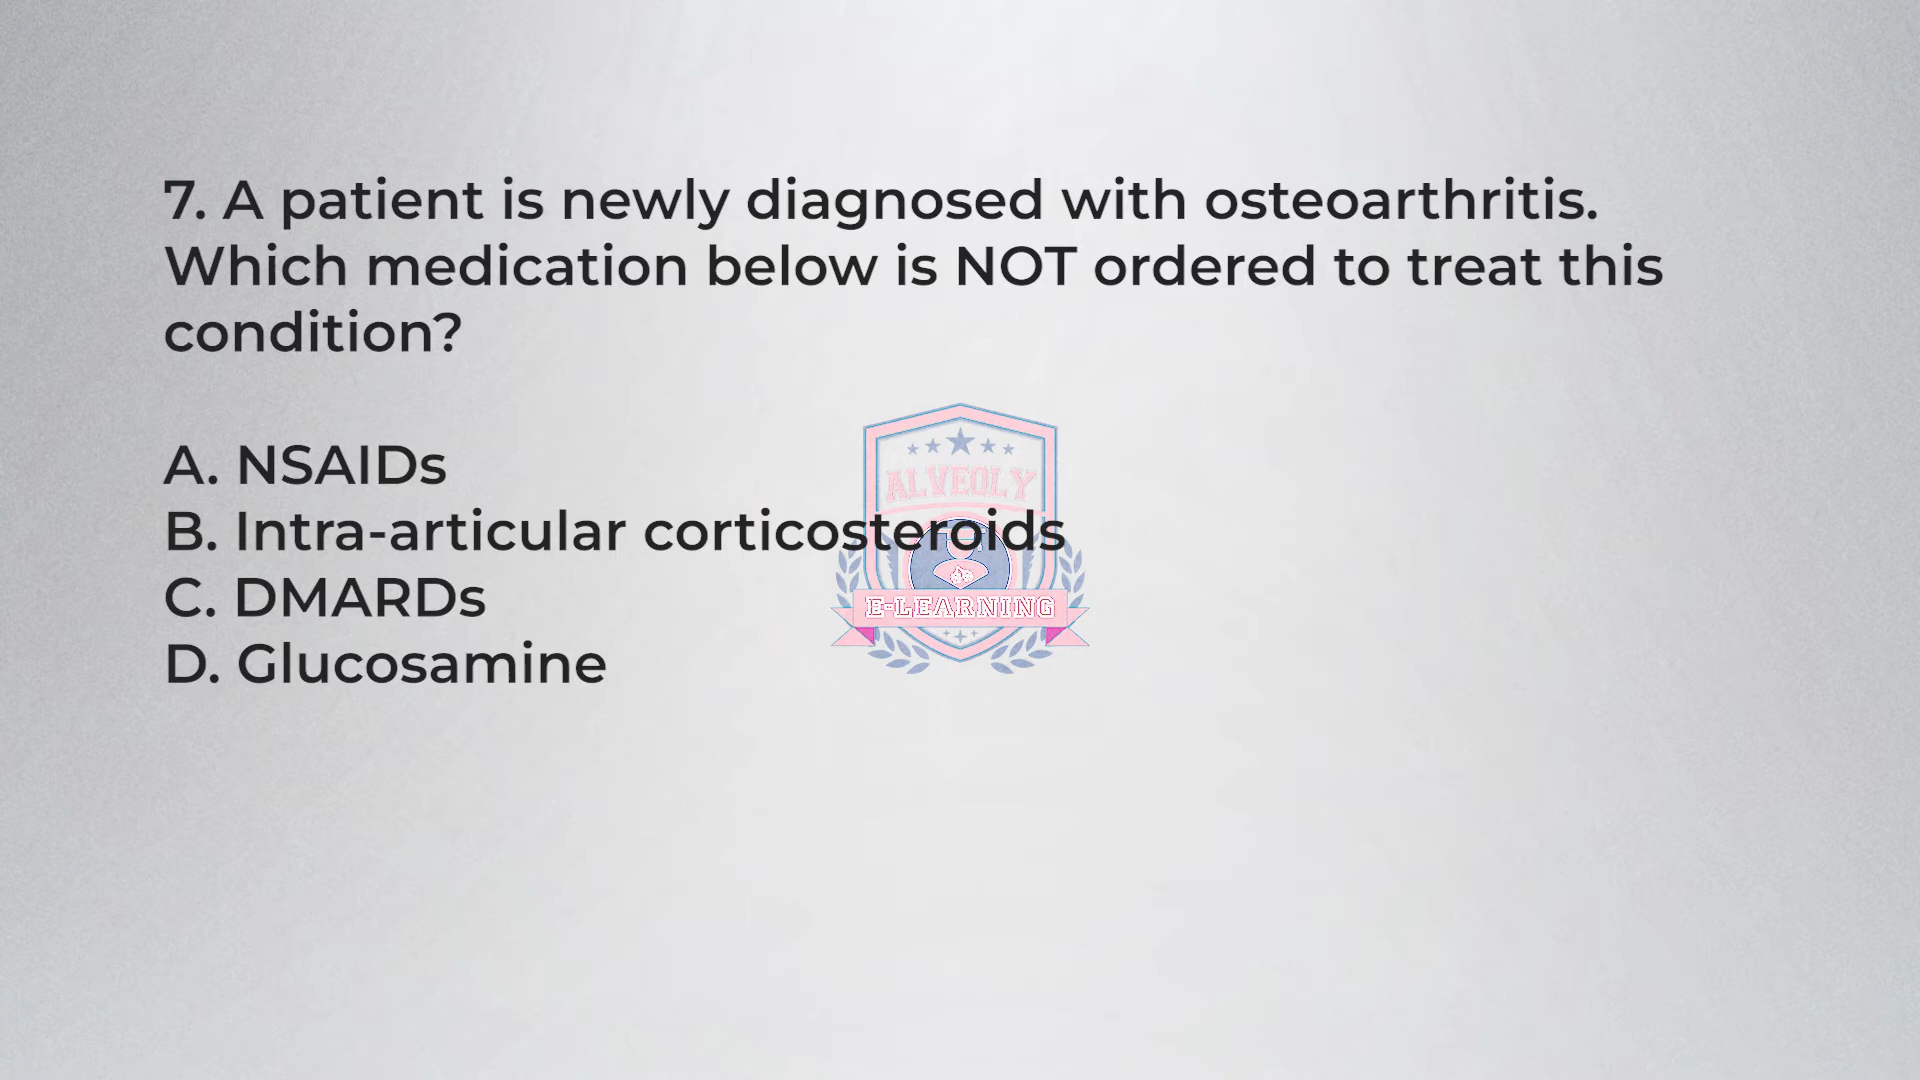 7. A patient is newly diagnosed with osteoarthritis.
Which medication below is NOT ordered to treat this
condition?
A. NSAIDs
B. Intra-articular corticosteroids
C. DMARDs
D. Glucosamine
ALVEOLY
E-LEARNING